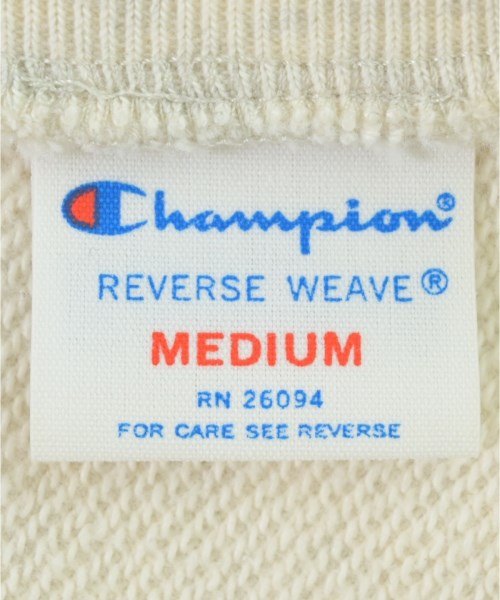 Champion®
REVERSE WEAVE®
MEDIUM
RN 26094
FOR CARE SEE REVERSE